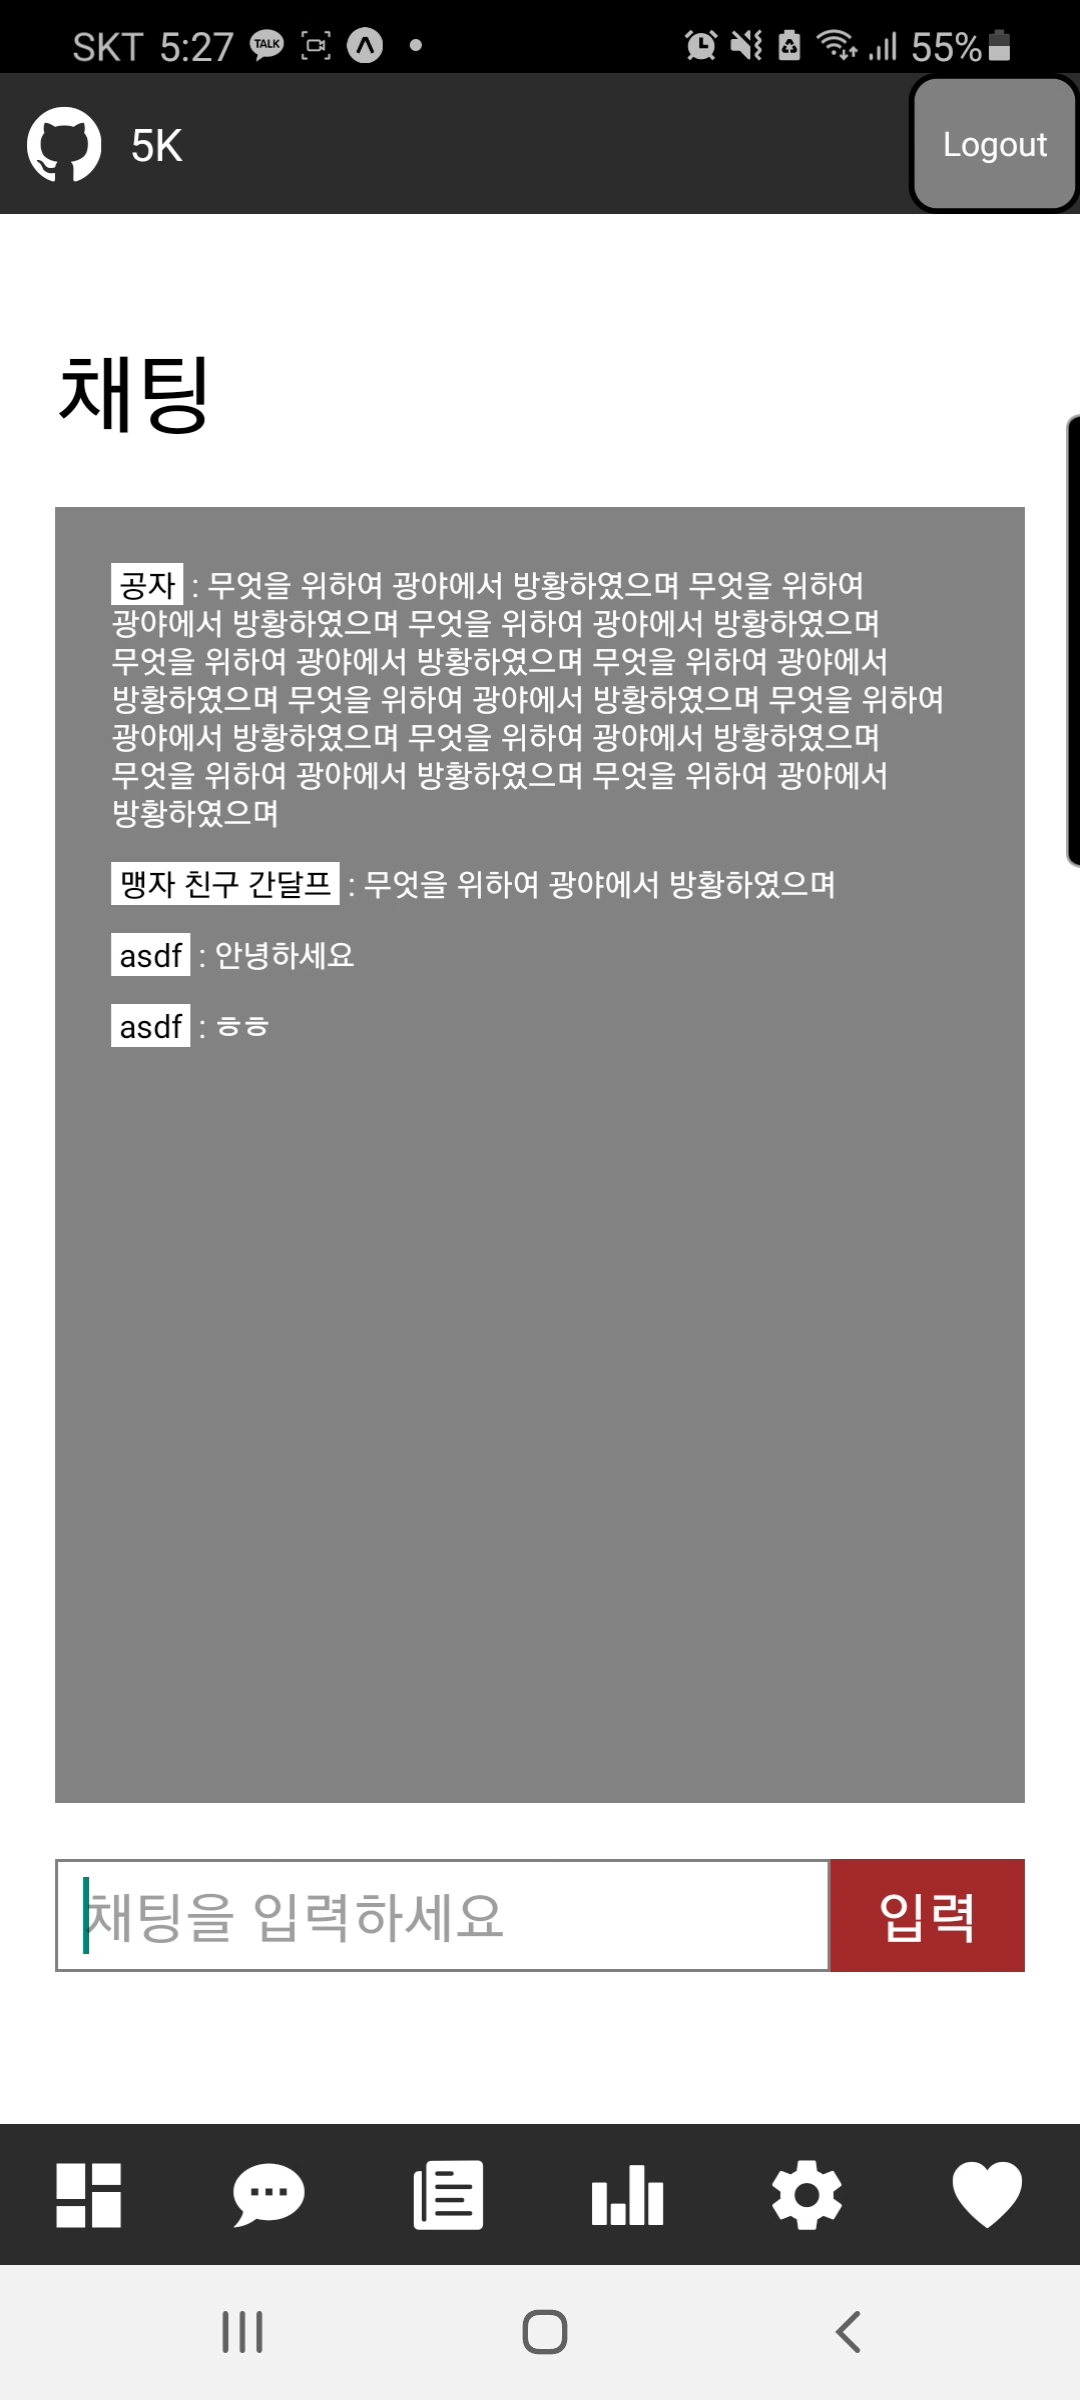 SKT 5:27 TALK 55%
5K Logout
채팅
공자 : 무엇을 위하여 광야에서 방황하였으며 무엇을 위하여
광야에서 방황하였으며 무엇을 위하여 광야에서 방황하였으며
무엇을 위하여 광야에서 방황하였으며 무엇을 위하여 광야에서
방황하였으며 무엇을 위하여 광야에서 방황하였으며 무엇을 위하여
광야에서 방황하였으며 무엇을 위하여 광야에서 방황하였으며
무엇을 위하여 광야에서 방황하였으며 무엇을 위하여 광야에서
방황하였으며
맹자 친구 간달프 : 무엇을 위하여 광야에서 방황하였으며
asdf : 안녕하세요
asdf : ㅎㅎ
채팅을 입력하세요 입력